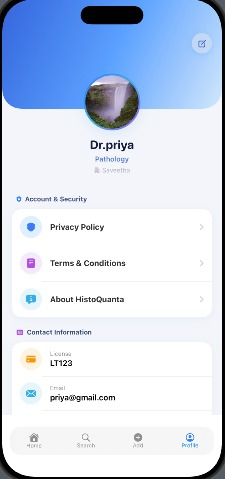 Dr.priya
Pathology
Saveetha
Account & Security
Privacy Policy
Terms & Conditions
About HistoQuanta
Contact Information
License
LT123
Email
priya@gmail.com
Home
Search
Add
Profile